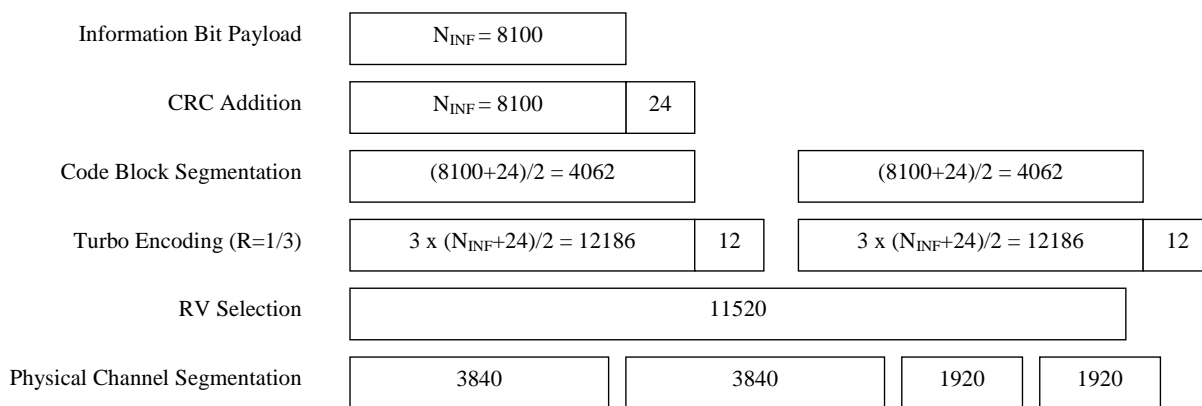 Information Bit Payload N_INF = 8100
CRC Addition N_INF = 8100 24
Code Block Segmentation (8100+24)/2 = 4062 (8100+24)/2 = 4062
Turbo Encoding (R=1/3) 3 x (N_INF+24)/2 = 12186 12 3 x (N_INF+24)/2 = 12186 12
RV Selection 11520
Physical Channel Segmentation 3840 3840 1920 1920